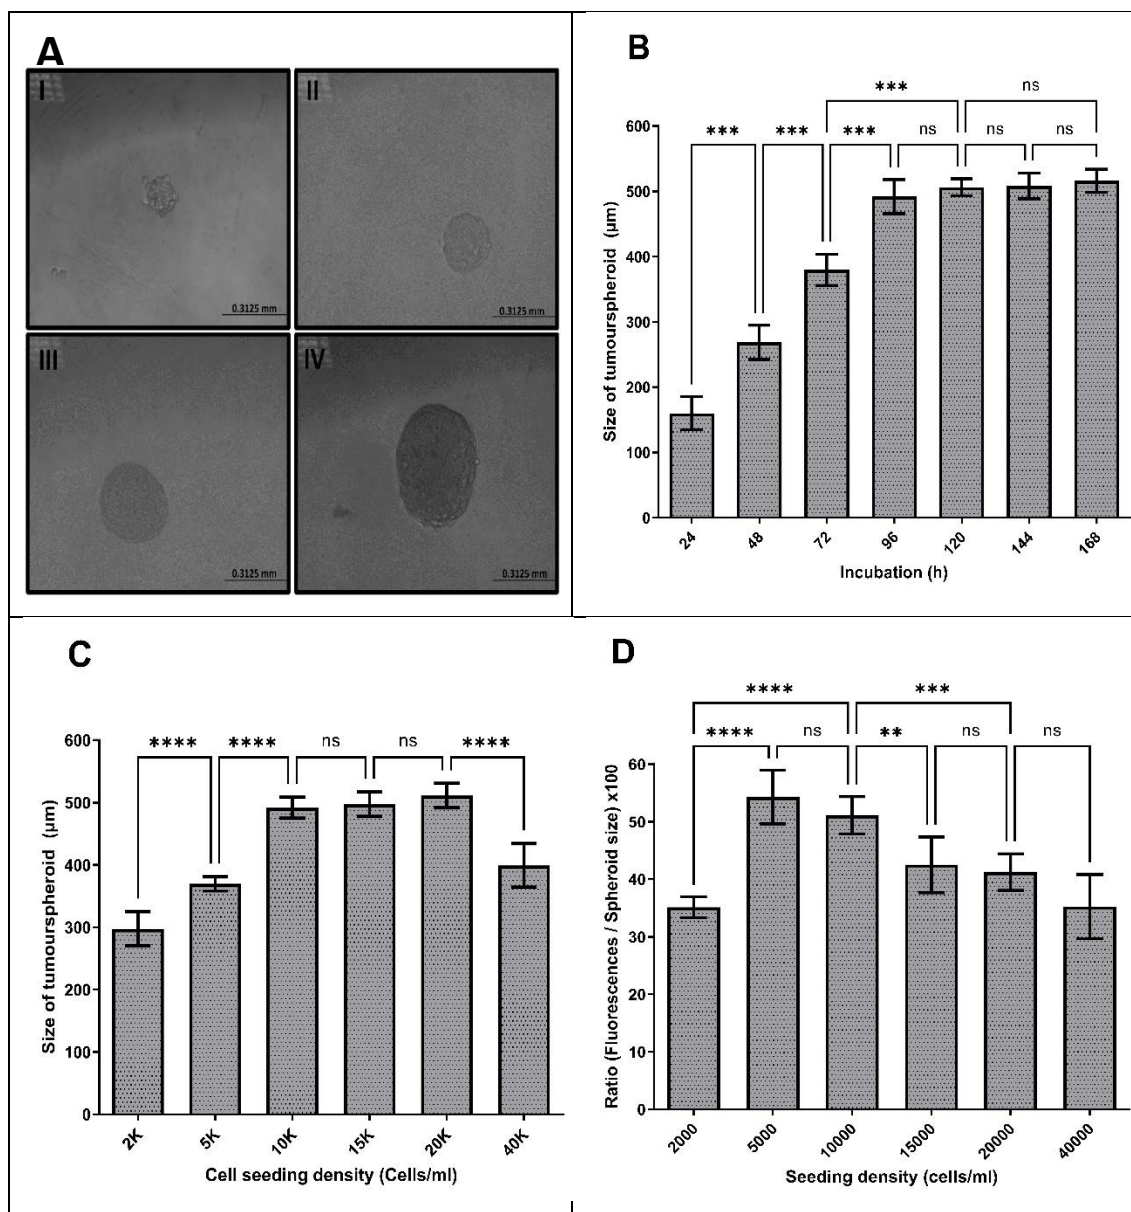 A
I
II
0.3125 mm
0.3125 mm
III
IV
0.3125 mm
0.3125 mm
B
*** ns
*** *** *** ns ns ns
Size of tumourspheroid (µm)
600
500
400
300
200
100
0
24 48 72 96 120 144 168
Incubation (h)
C
**** **** ns ns ****
Size of tumourspheroid (µm)
600
500
400
300
200
100
0
2K 5K 10K 15K 20K 40K
Cell seeding density (Cells/ml)
D
**** ***
**** ns ** ns ns
Ratio (Fluorescences / Spheroid size) x100
60
50
40
30
20
10
0
2000 5000 10000 15000 20000 40000
Seeding density (cells/ml)